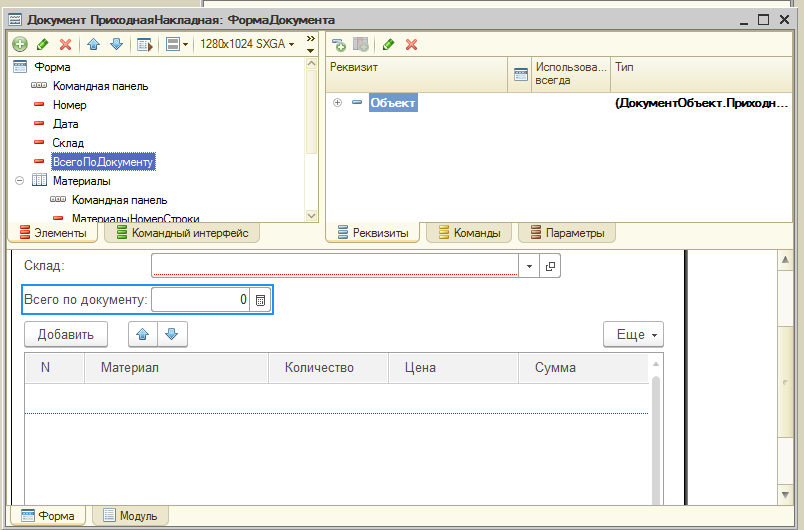 Документ ПриходнаяНакладная: ФормаДокумента
1280x1024 SXGA
Форма
Командная панель
Номер
Дата
Склад
ВсегоПоДокументу
Материалы
Командная панель
МатериалыНомерСтроки
Элементы
Командный интерфейс
Реквизит
Использова...
всегда
Тип
Объект
(ДокументОбъект.Приходн...
Реквизиты
Команды
Параметры
Склад:
Всего по документу:
0
Добавить
Еще
N
Материал
Количество
Цена
Сумма
Форма
Модуль